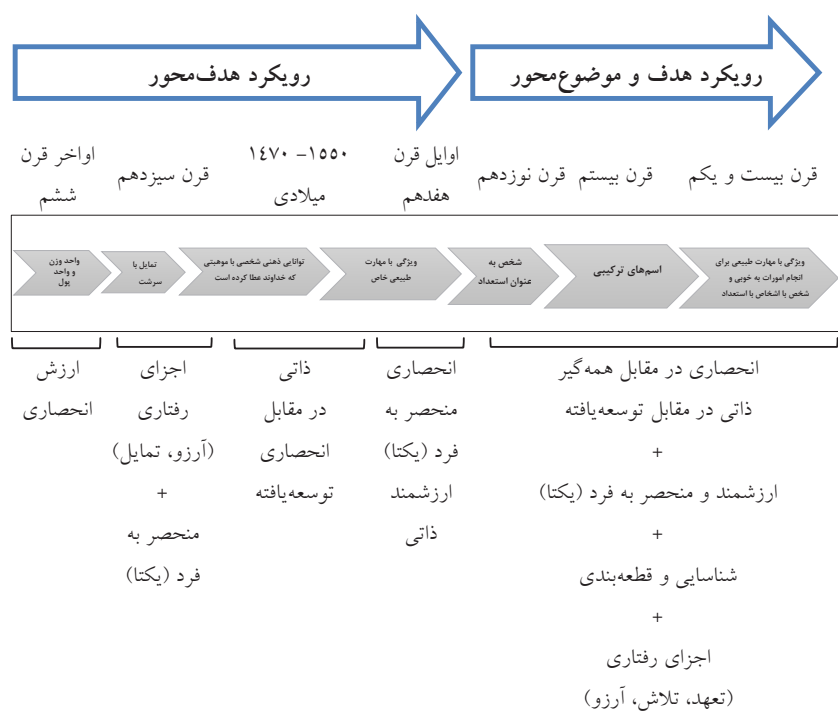 رویکرد هدف و موضوع‌محور
رویکرد هدف‌محور
قرن بیست و یکم
قرن بیستم
قرن نوزدهم
اوایل قرن
هفدهم
۱٥٥۰- ۱٤۷۰
میلادی
قرن سیزدهم
اواخر قرن
ششم
ویژگی یا مهارت طبیعی برای
انجام امورات به خوبی و
شخص یا اشخاص با استعداد
اسم‌های ترکیبی
شخص به
عنوان استعداد
ویژگی یا مهارت
طبیعی خاص
توانایی ذهنی شخصی یا موهبتی
که خداوند عطا کرده است
تمایل یا
سرشت
واحد وزن
و واحد
پول
انحصاری در مقابل همه‌گیر
ذاتی در مقابل توسعه‌یافته
+
ارزشمند و منحصر به فرد (یکتا)
+
شناسایی و قطعه‌بندی
+
اجزای رفتاری
(تعهد، تلاش، آرزو)
انحصاری
منحصر به
فرد (یکتا)
ارزشمند
ذاتی
ذاتی
در مقابل
انحصاری
توسعه‌یافته
اجزای
رفتاری
(آرزو، تمایل)
+
منحصر به
فرد (یکتا)
ارزش
انحصاری